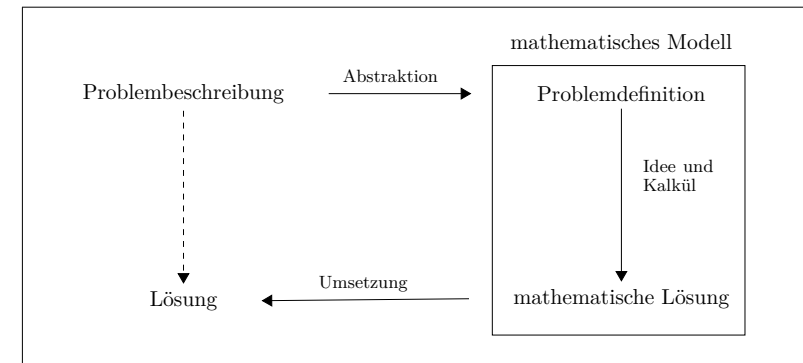 mathematisches Modell
Abstraktion
Problembeschreibung
Problemdefinition
Idee und
Kalkül
Umsetzung
Lösung
mathematische Lösung